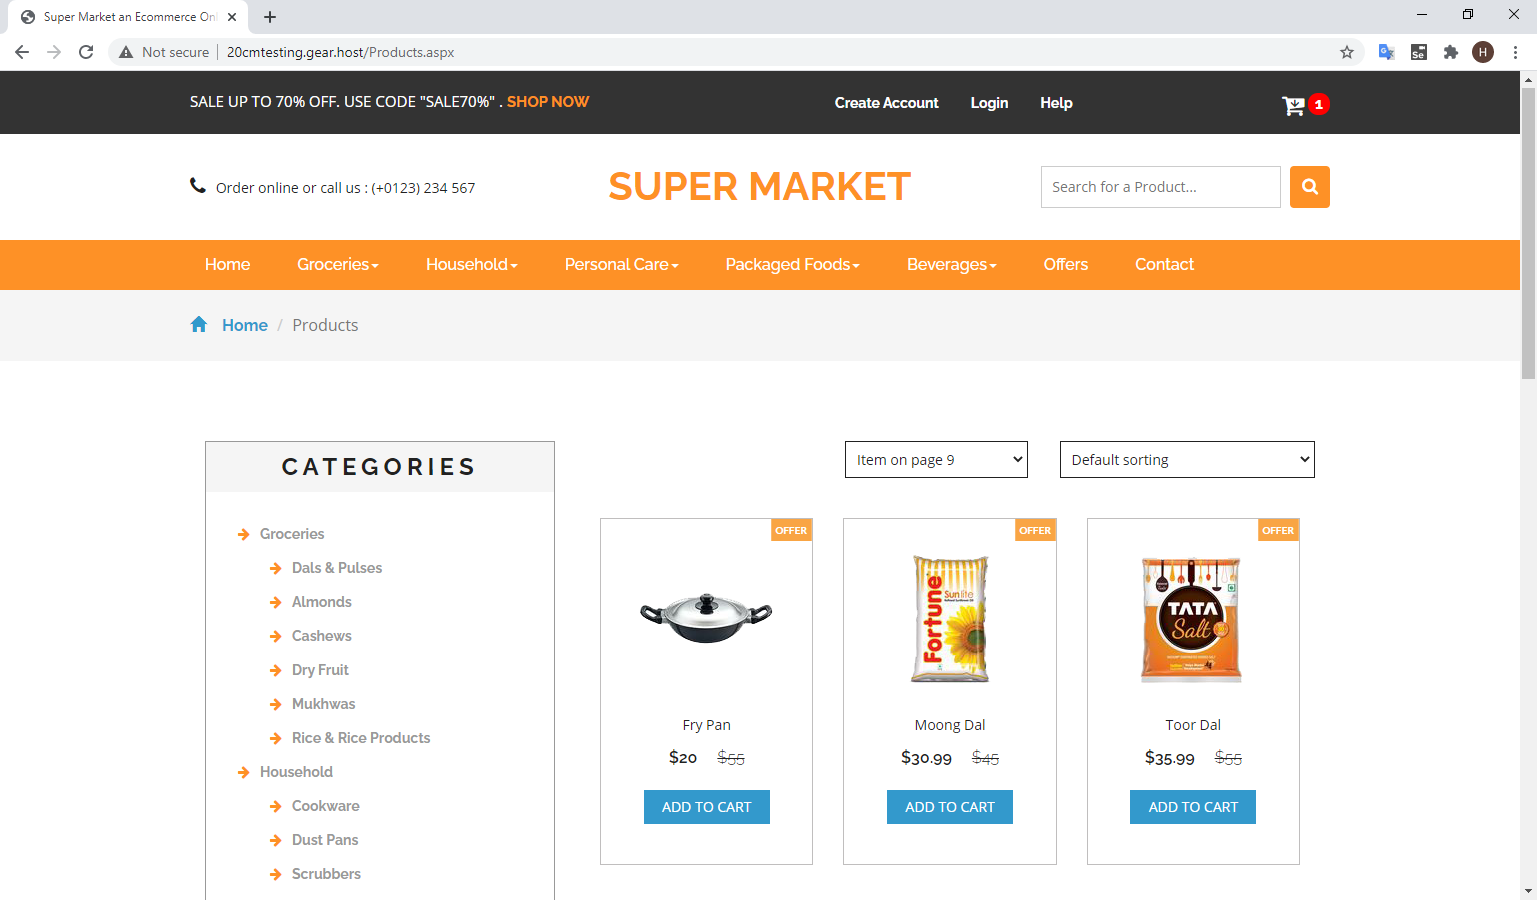 Super Market an Ecommerce Onl
Not secure
20cmtesting.gear.host/Products.aspx
Se
H
SALE UP TO 70% OFF. USE CODE "SALE70%" . SHOP NOW
Create Account
Login
Help
1
Order online or call us : (+0123) 234 567
SUPER MARKET
Search for a Product...
Home
Groceries
Household
Personal Care
Packaged Foods
Beverages
Offers
Contact
Home / Products
CATEGORIES
Groceries
Dals & Pulses
Almonds
Cashews
Dry Fruit
Mukhwas
Rice & Rice Products
Household
Cookware
Dust Pans
Scrubbers
Item on page 9
Default sorting
OFFER
Fry Pan
$20 $55
ADD TO CART
OFFER
Fortune
Sunlite
Moong Dal
$30.99 $45
ADD TO CART
OFFER
TATA
Salt
Toor Dal
$35.99 $55
ADD TO CART